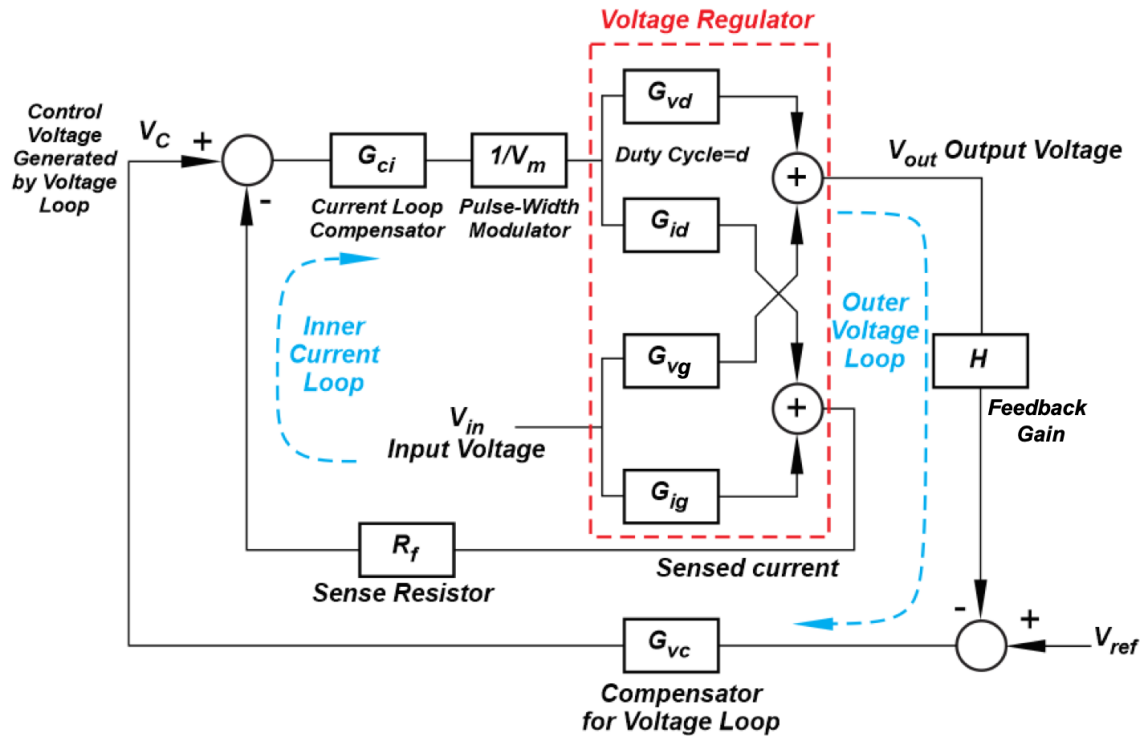 Voltage Regulator
Control
Voltage
Generated
by Voltage
Loop
V_C
+
-
G_ci
Current Loop
Compensator
1/V_m
Pulse-Width
Modulator
G_vd
Duty Cycle=d
G_id
+
V_out Output Voltage
Inner
Current
Loop
G_vg
V_in
Input Voltage
G_ig
+
Outer
Voltage
Loop
H
Feedback
Gain
R_f
Sense Resistor
Sensed current
-
+
V_ref
G_vc
Compensator
for Voltage Loop